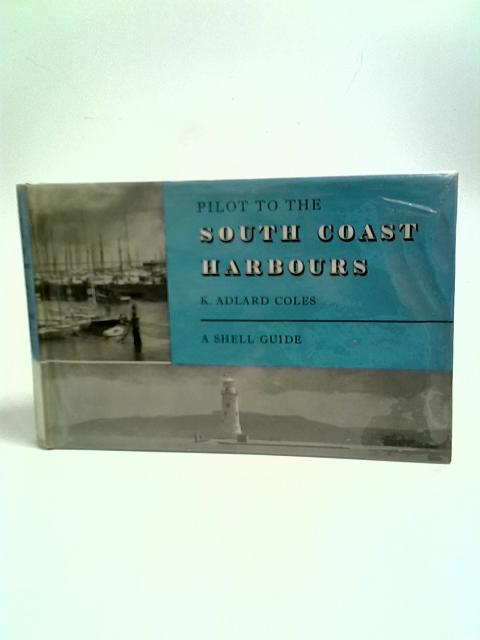 PILOT TO THE
SOUTH COAST
HARBOURS
K. ADLARD COLES
A SHELL GUIDE